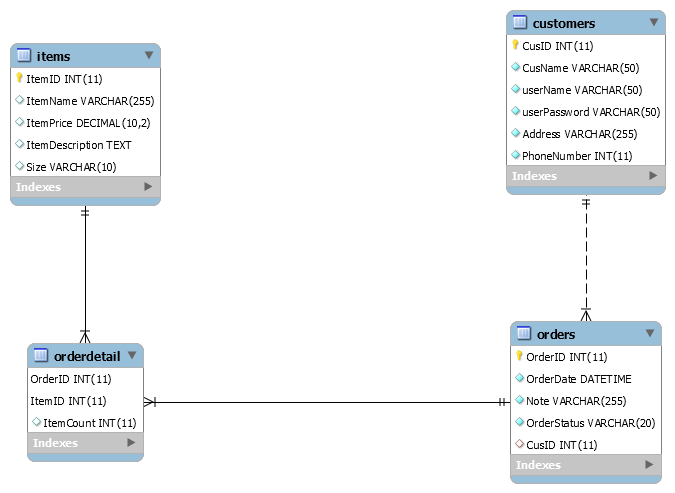 items
ItemID INT(11)
ItemName VARCHAR(255)
ItemPrice DECIMAL(10,2)
ItemDescription TEXT
Size VARCHAR(10)
Indexes
customers
CusID INT(11)
CusName VARCHAR(50)
userName VARCHAR(50)
userPassword VARCHAR(50)
Address VARCHAR(255)
PhoneNumber INT(11)
Indexes
orderdetail
OrderID INT(11)
ItemID INT(11)
ItemCount INT(11)
Indexes
orders
OrderID INT(11)
OrderDate DATETIME
Note VARCHAR(255)
OrderStatus VARCHAR(20)
CusID INT(11)
Indexes